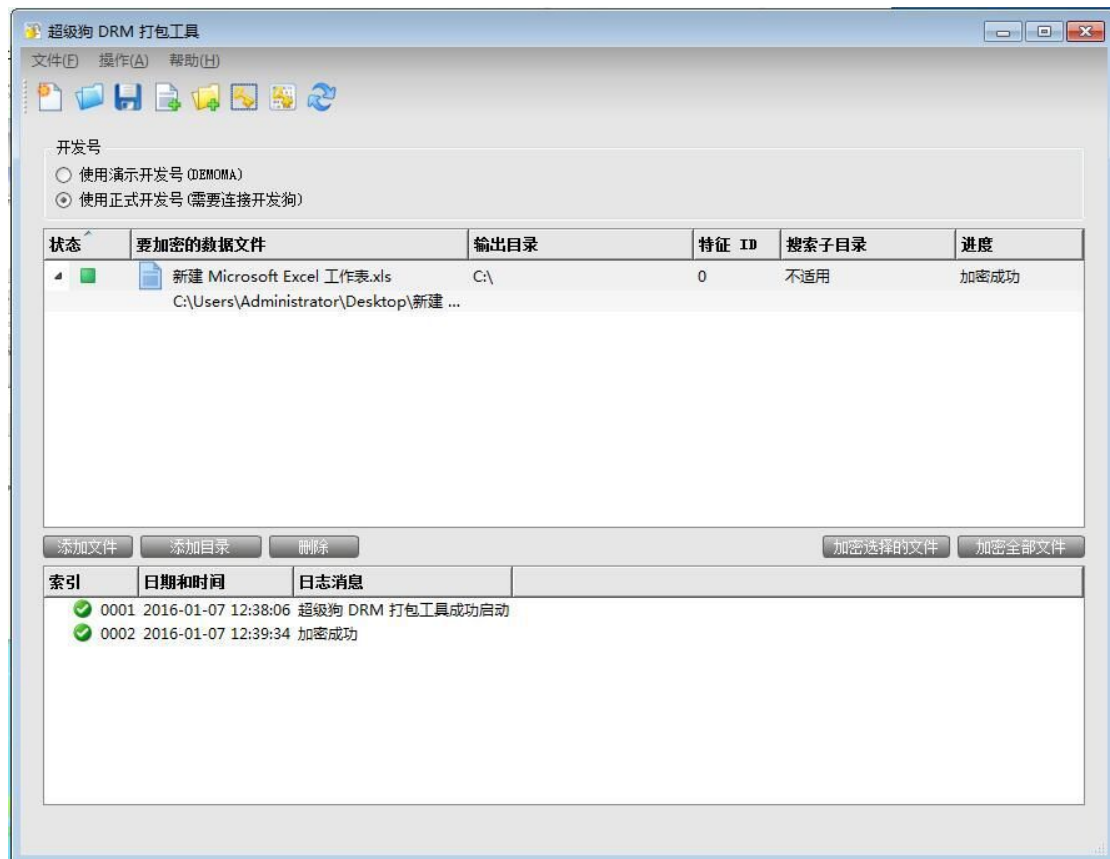 超级狗 DRM 打包工具
文件(F) 操作(A) 帮助(H)
开发号
使用演示开发号(DEMOMA)
使用正式开发号(需要连接开发狗)
状态 要加密的数据文件 输出目录 特征 ID 搜索子目录 进度
新建 Microsoft Excel 工作表.xls C:\ 0 不适用 加密成功
C:\Users\Administrator\Desktop\新建 ...
添加文件 添加目录 删除 加密选择的文件 加密全部文件
索引 日期和时间 日志消息
0001 2016-01-07 12:38:06 超级狗 DRM 打包工具成功启动
0002 2016-01-07 12:39:34 加密成功